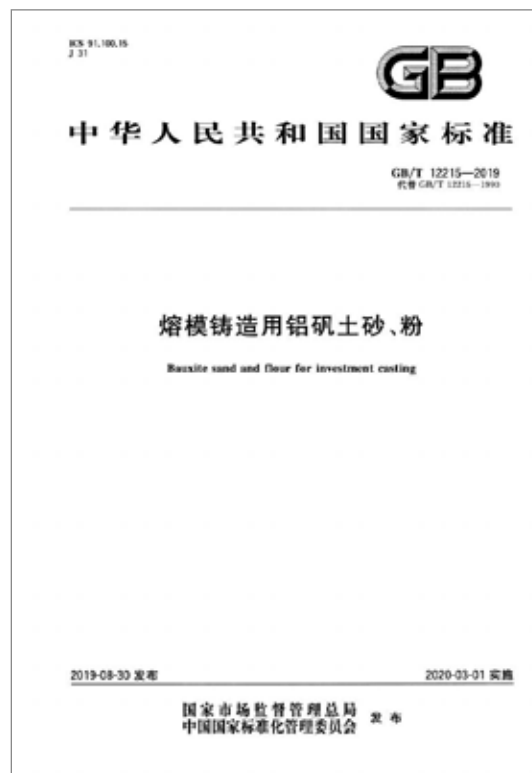 ICS 91.100.15
J 31
GB
中华人民共和国国家标准
GB/T 12215—2019
代替 GB/T 12215—1990
熔模铸造用铝矾土砂、粉
Bauxite sand and flour for investment casting
2019-08-30 发布
2020-03-01 实施
国家市场监督管理总局
中国国家标准化管理委员会
发布